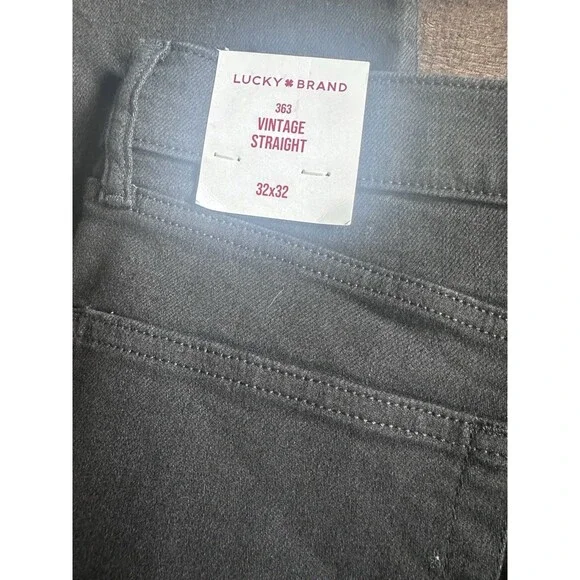 LUCKY BRAND
363
VINTAGE
STRAIGHT
32x32